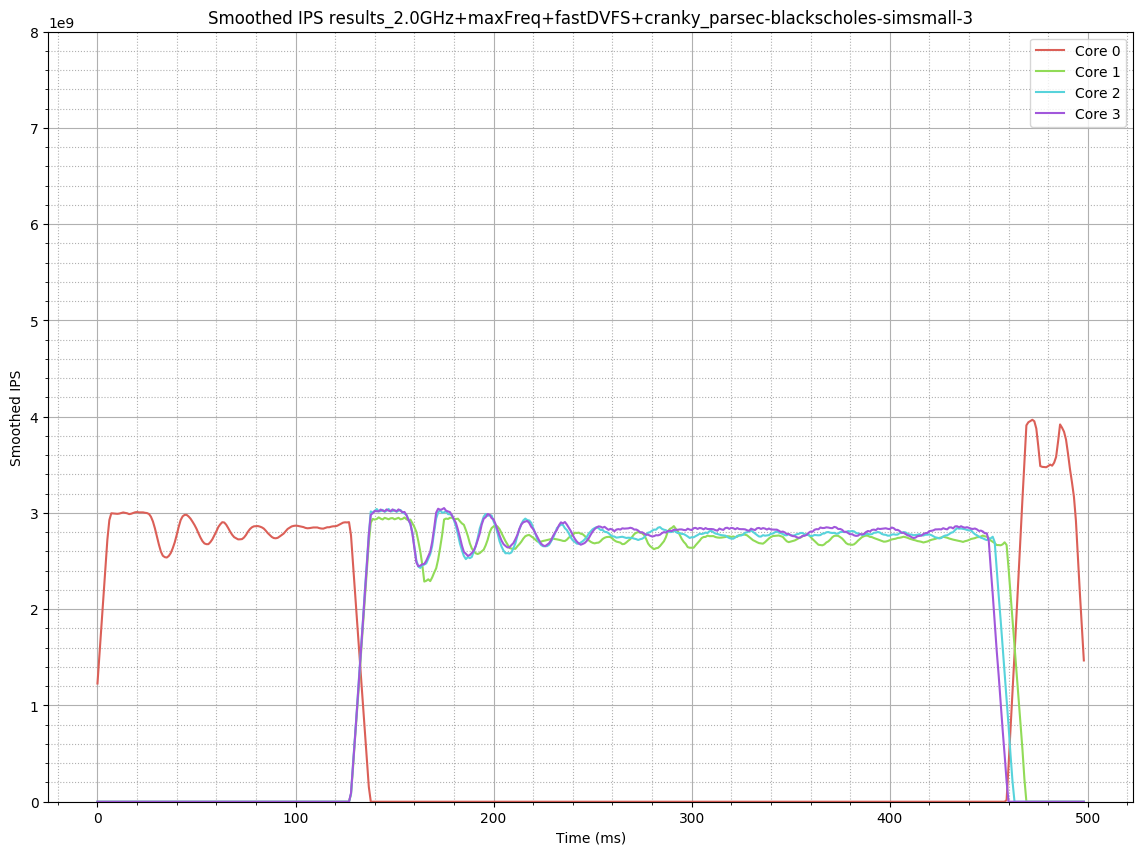 Smoothed IPS results_2.0GHz+maxFreq+fastDVFS+cranky_parsec-blackscholes-simsmall-3
1e9
8
7
6
5
4
3
2
1
0
Smoothed IPS
Core 0
Core 1
Core 2
Core 3
0 100 200 300 400 500
Time (ms)